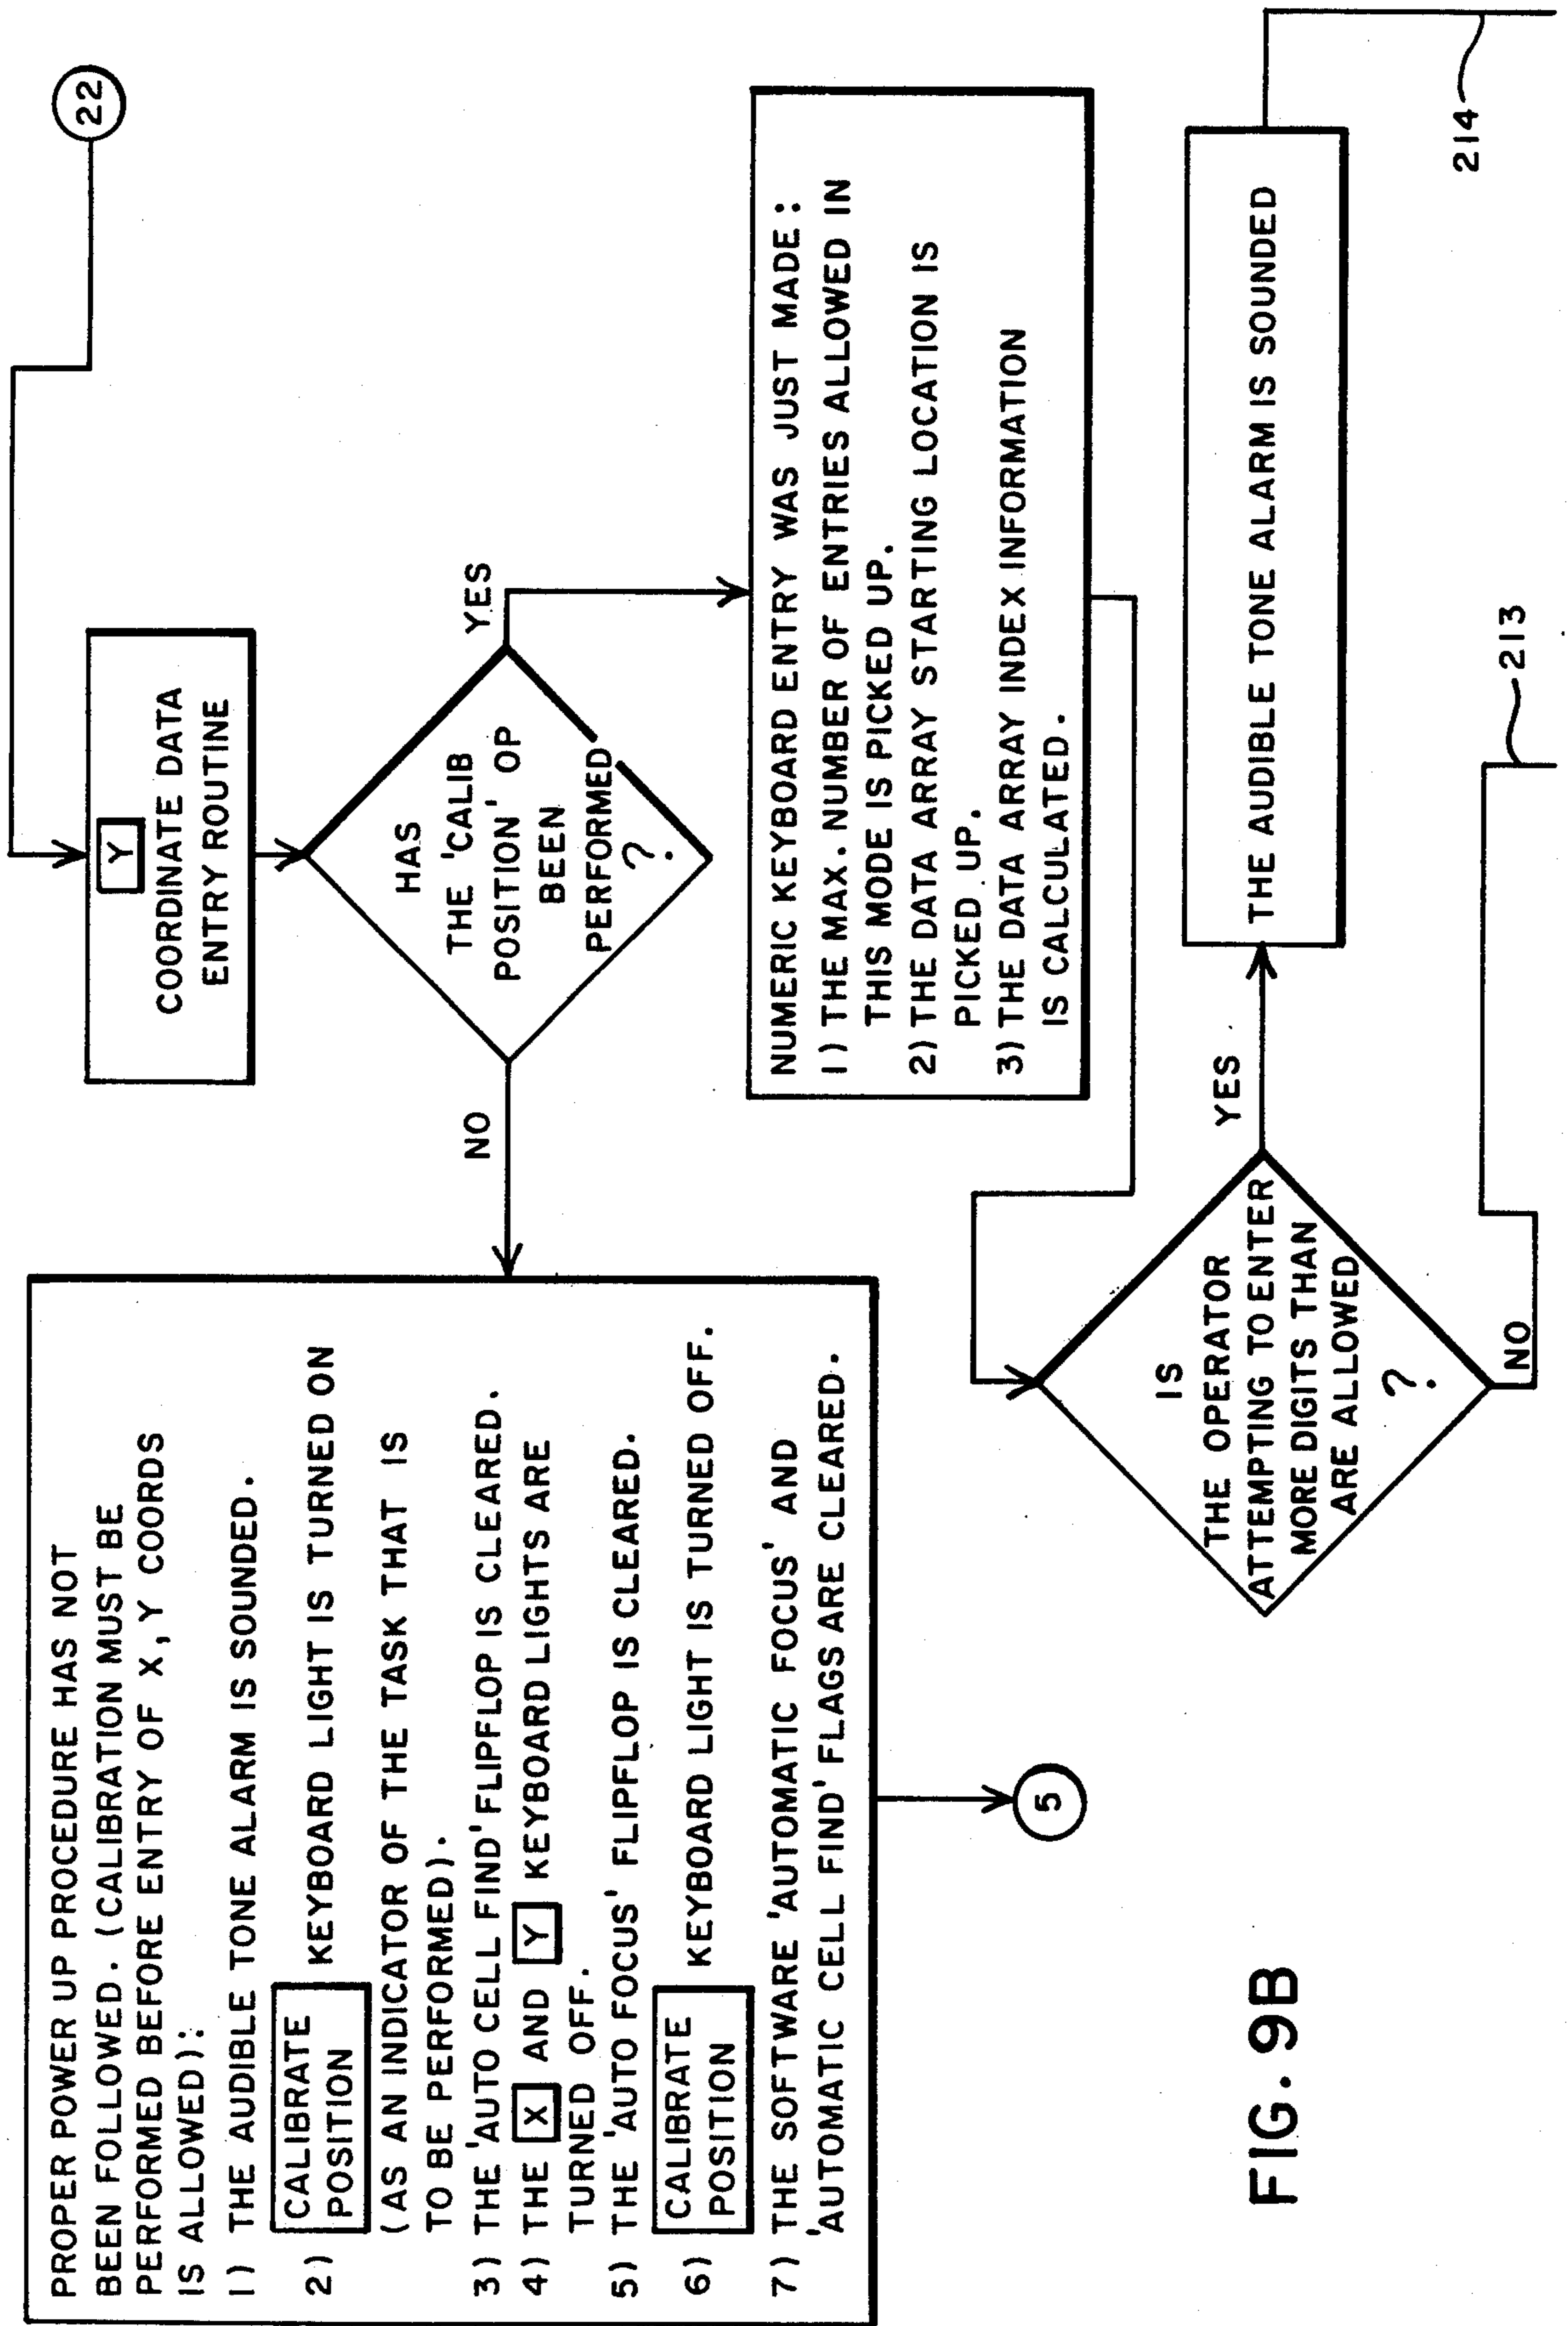 22
Y
COORDINATE DATA
ENTRY ROUTINE
HAS
THE 'CALIB
POSITION' OP
BEEN
PERFORMED
?
NO
YES
PROPER POWER UP PROCEDURE HAS NOT
BEEN FOLLOWED. (CALIBRATION MUST BE
PERFORMED BEFORE ENTRY OF X,Y COORDS
IS ALLOWED):
1) THE AUDIBLE TONE ALARM IS SOUNDED.
2) CALIBRATE POSITION KEYBOARD LIGHT IS TURNED ON
(AS AN INDICATOR OF THE TASK THAT IS
TO BE PERFORMED).
3) THE 'AUTO CELL FIND' FLIPFLOP IS CLEARED.
4) THE X AND Y KEYBOARD LIGHTS ARE
TURNED OFF.
5) THE 'AUTO FOCUS' FLIPFLOP IS CLEARED.
6) CALIBRATE POSITION KEYBOARD LIGHT IS TURNED OFF.
7) THE SOFTWARE 'AUTOMATIC FOCUS' AND
'AUTOMATIC CELL FIND' FLAGS ARE CLEARED.
5
NUMERIC KEYBOARD ENTRY WAS JUST MADE:
1) THE MAX. NUMBER OF ENTRIES ALLOWED IN
THIS MODE IS PICKED UP.
2) THE DATA ARRAY STARTING LOCATION IS
PICKED UP.
3) THE DATA ARRAY INDEX INFORMATION
IS CALCULATED.
IS
THE OPERATOR
ATTEMPTING TO ENTER
MORE DIGITS THAN
ARE ALLOWED
?
YES
NO
THE AUDIBLE TONE ALARM IS SOUNDED
214
213
FIG. 9B